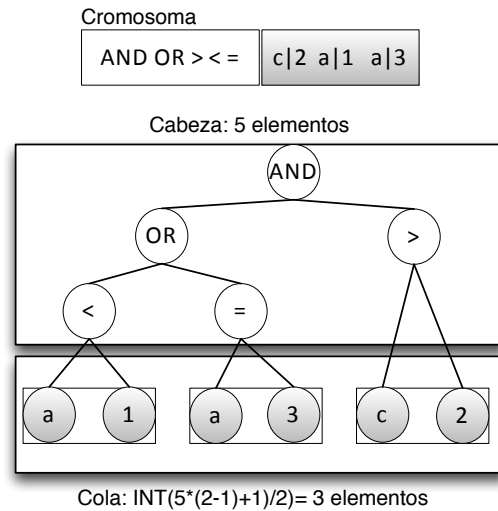 Cromosoma
AND OR > < = c|2 a|1 a|3
Cabeza: 5 elementos
AND
OR >
< =
a 1 a 3 c 2
Cola: INT(5*(2-1)+1)/2)= 3 elementos